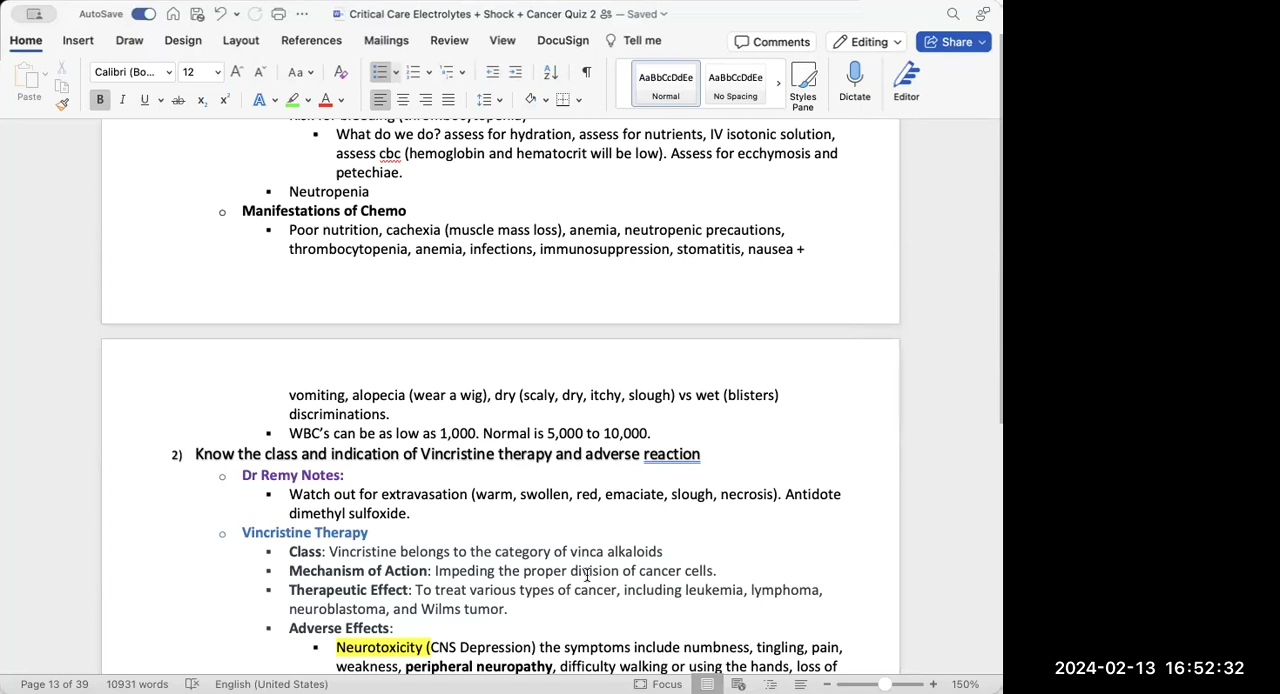 AutoSave
Critical Care Electrolytes + Shock + Cancer Quiz 2 — Saved
Home Insert Draw Design Layout References Mailings Review View DocuSign Tell me Comments Editing Share
Paste
Calibri (Bo... 12
AaBbCcDdEe
Normal
AaBbCcDdEe
No Spacing
Styles
Pane
Dictate
Editor
▪ What do we do? assess for hydration, assess for nutrients, IV isotonic solution,
assess cbc (hemoglobin and hematocrit will be low). Assess for ecchymosis and
petechiae.
▪ Neutropenia
o Manifestations of Chemo
▪ Poor nutrition, cachexia (muscle mass loss), anemia, neutropenic precautions,
thrombocytopenia, anemia, infections, immunosuppression, stomatitis, nausea +
vomiting, alopecia (wear a wig), dry (scaly, dry, itchy, slough) vs wet (blisters)
discriminations.
▪ WBC’s can be as low as 1,000. Normal is 5,000 to 10,000.
2) Know the class and indication of Vincristine therapy and adverse reaction
o Dr Remy Notes:
▪ Watch out for extravasation (warm, swollen, red, emaciate, slough, necrosis). Antidote
dimethyl sulfoxide.
o Vincristine Therapy
▪ Class: Vincristine belongs to the category of vinca alkaloids
▪ Mechanism of Action: Impeding the proper division of cancer cells.
▪ Therapeutic Effect: To treat various types of cancer, including leukemia, lymphoma,
neuroblastoma, and Wilms tumor.
▪ Adverse Effects:
▪ Neurotoxicity (CNS Depression) the symptoms include numbness, tingling, pain,
weakness, peripheral neuropathy, difficulty walking or using the hands, loss of
Page 13 of 39 10931 words English (United States) Focus 150%
2024-02-13 16:52:32